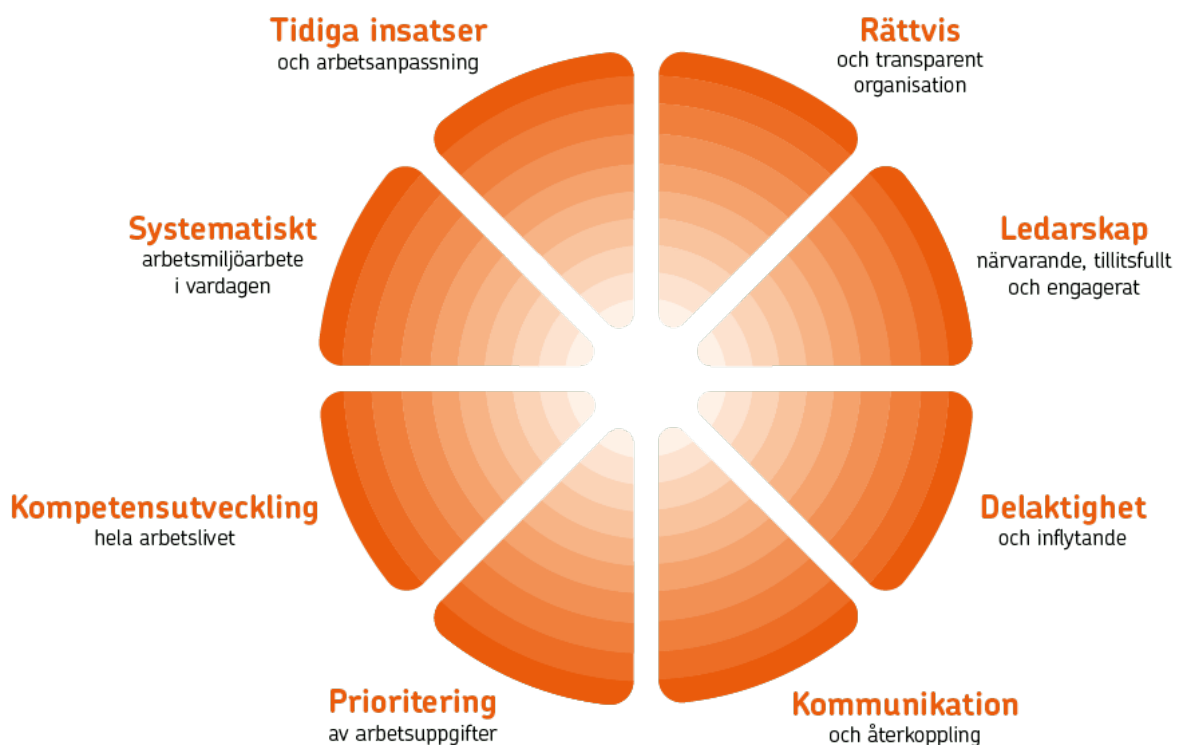 Tidiga insatser
och arbetsanpassning
Rättvis
och transparent
organisation
Systematiskt
arbetsmiljöarbete
i vardagen
Ledarskap
närvarande, tillitsfullt
och engagerat
Kompetensutveckling
hela arbetslivet
Delaktighet
och inflytande
Prioritering
av arbetsuppgifter
Kommunikation
och återkoppling